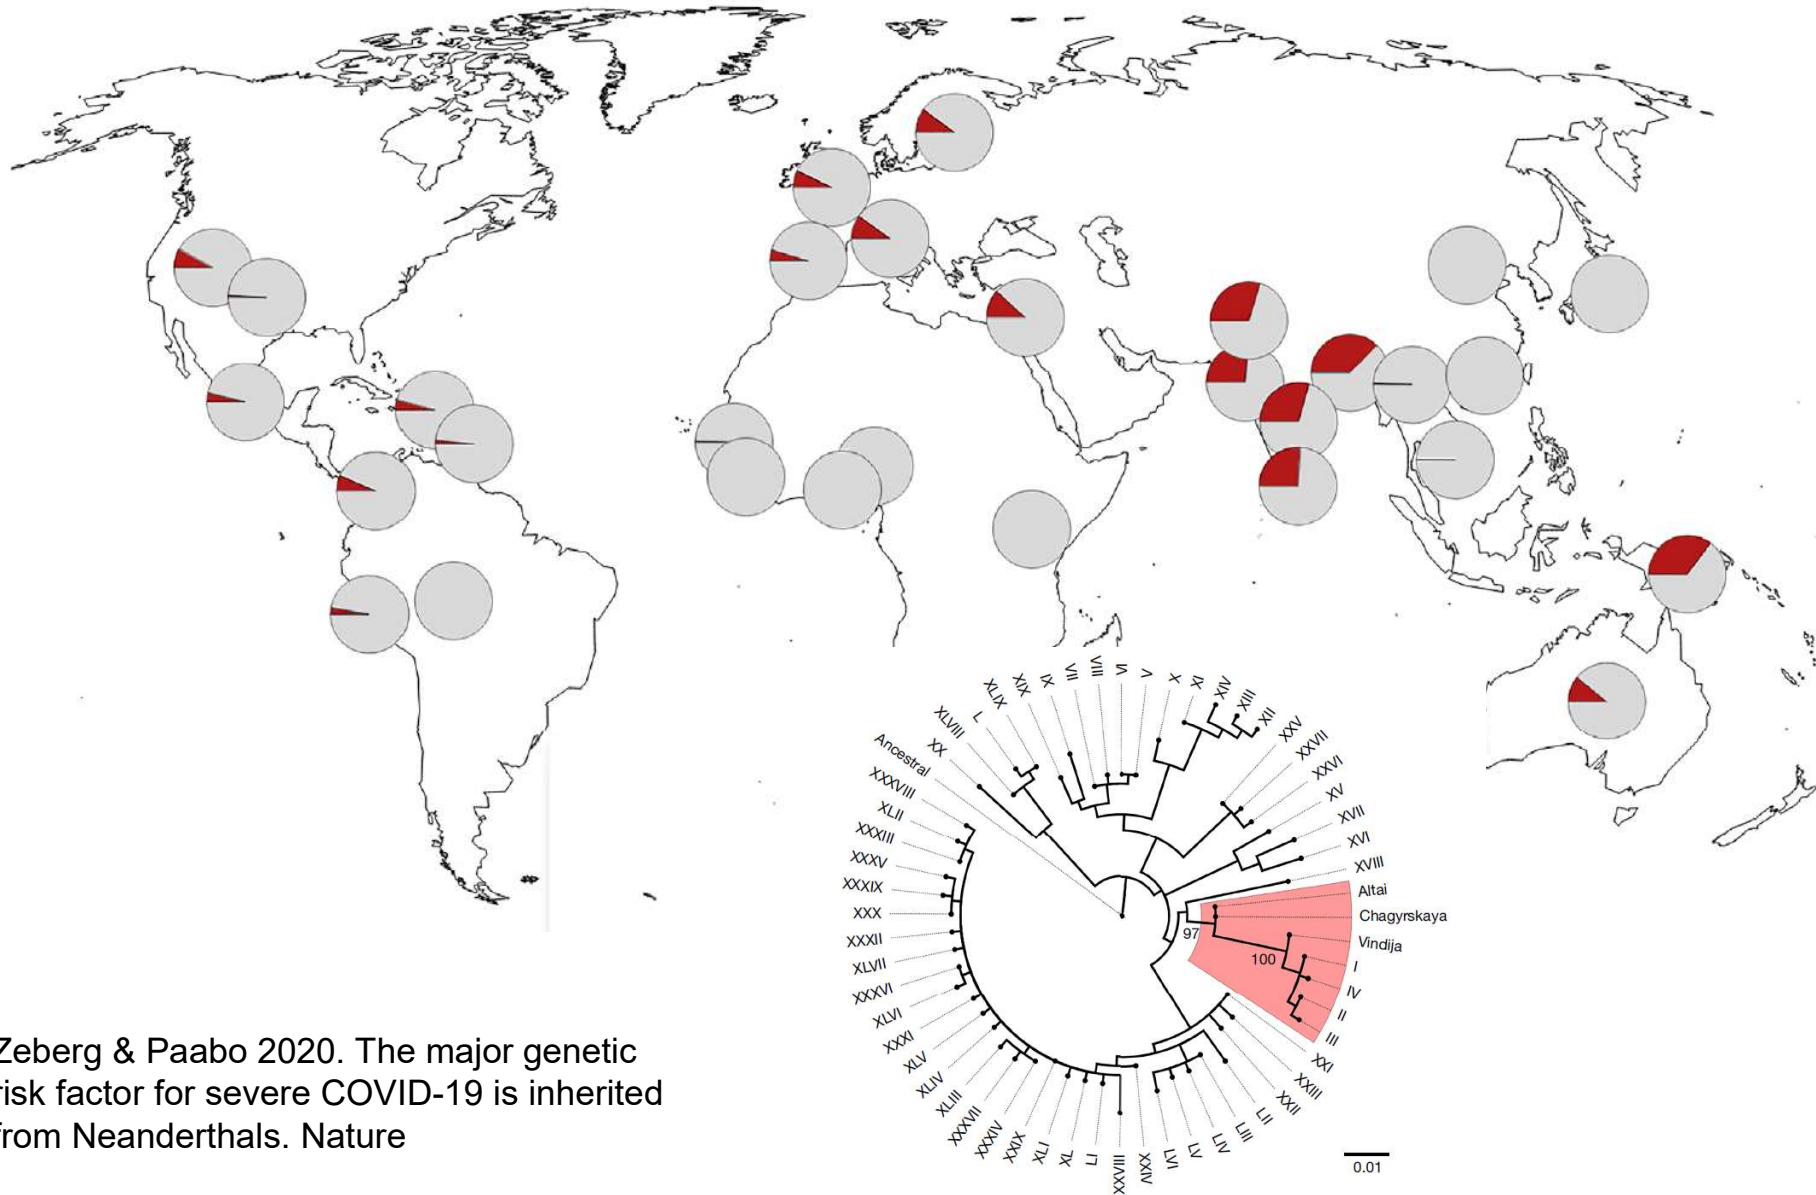 Ancestral
XX
XLVIII
L
XLIX
XIX
IX
VII
VIII
VI
V
X
XI
XIV
XIII
XII
XXV
XXVII
XXVI
XV
XVII
XVI
XVIII
Altai
Chagyrskaya
Vindija
I
IV
II
III
XXI
XXIII
XXII
LII
LIII
LIV
LV
LVI
XXIV
XXVIII
LI
XL
XLI
XXIX
XXXIV
XXXVII
XLIII
XLIV
XLV
XXXI
XLVI
XXXVI
XLVII
XXXII
XXX
XXXIX
XXXV
XXXIII
XLII
XXXVIII
97
100
0.01
Zeberg & Paabo 2020. The major genetic
risk factor for severe COVID-19 is inherited
from Neanderthals. Nature